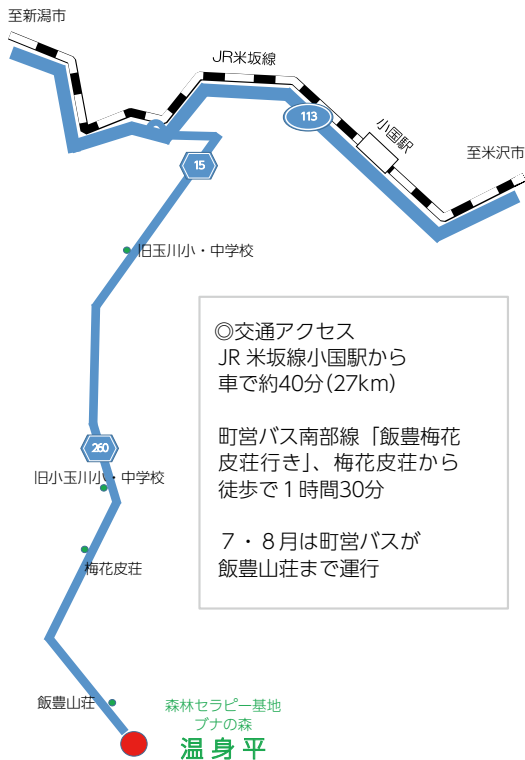 至新潟市
JR米坂線
113
小国駅
至米沢市
15
旧玉川小・中学校
◎交通アクセス
JR 米坂線小国駅から
車で約40分(27km)
町営バス南部線「飯豊梅花
皮荘行き」、梅花皮荘から
徒歩で1時間30分
7・8月は町営バスが
飯豊山荘まで運行
260
旧小玉川小・中学校
梅花皮荘
飯豊山荘
森林セラピー基地
ブナの森
温身平